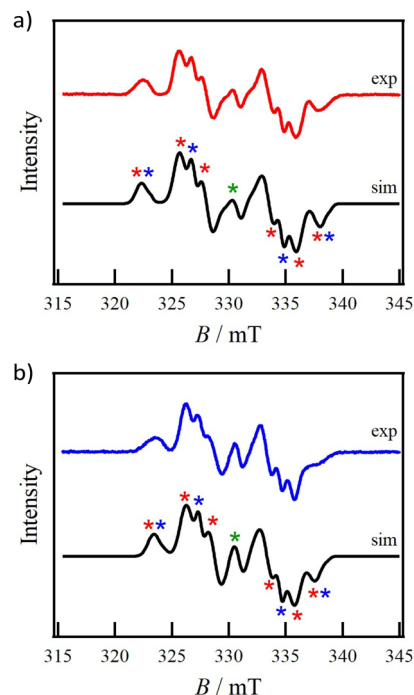 a)
exp
Intensity
* * * * * * sim
* * * * * *
315 320 325 330 335 340 345
B / mT
b)
exp
Intensity
* * * * * * sim
* * * * * *
315 320 325 330 335 340 345
B / mT